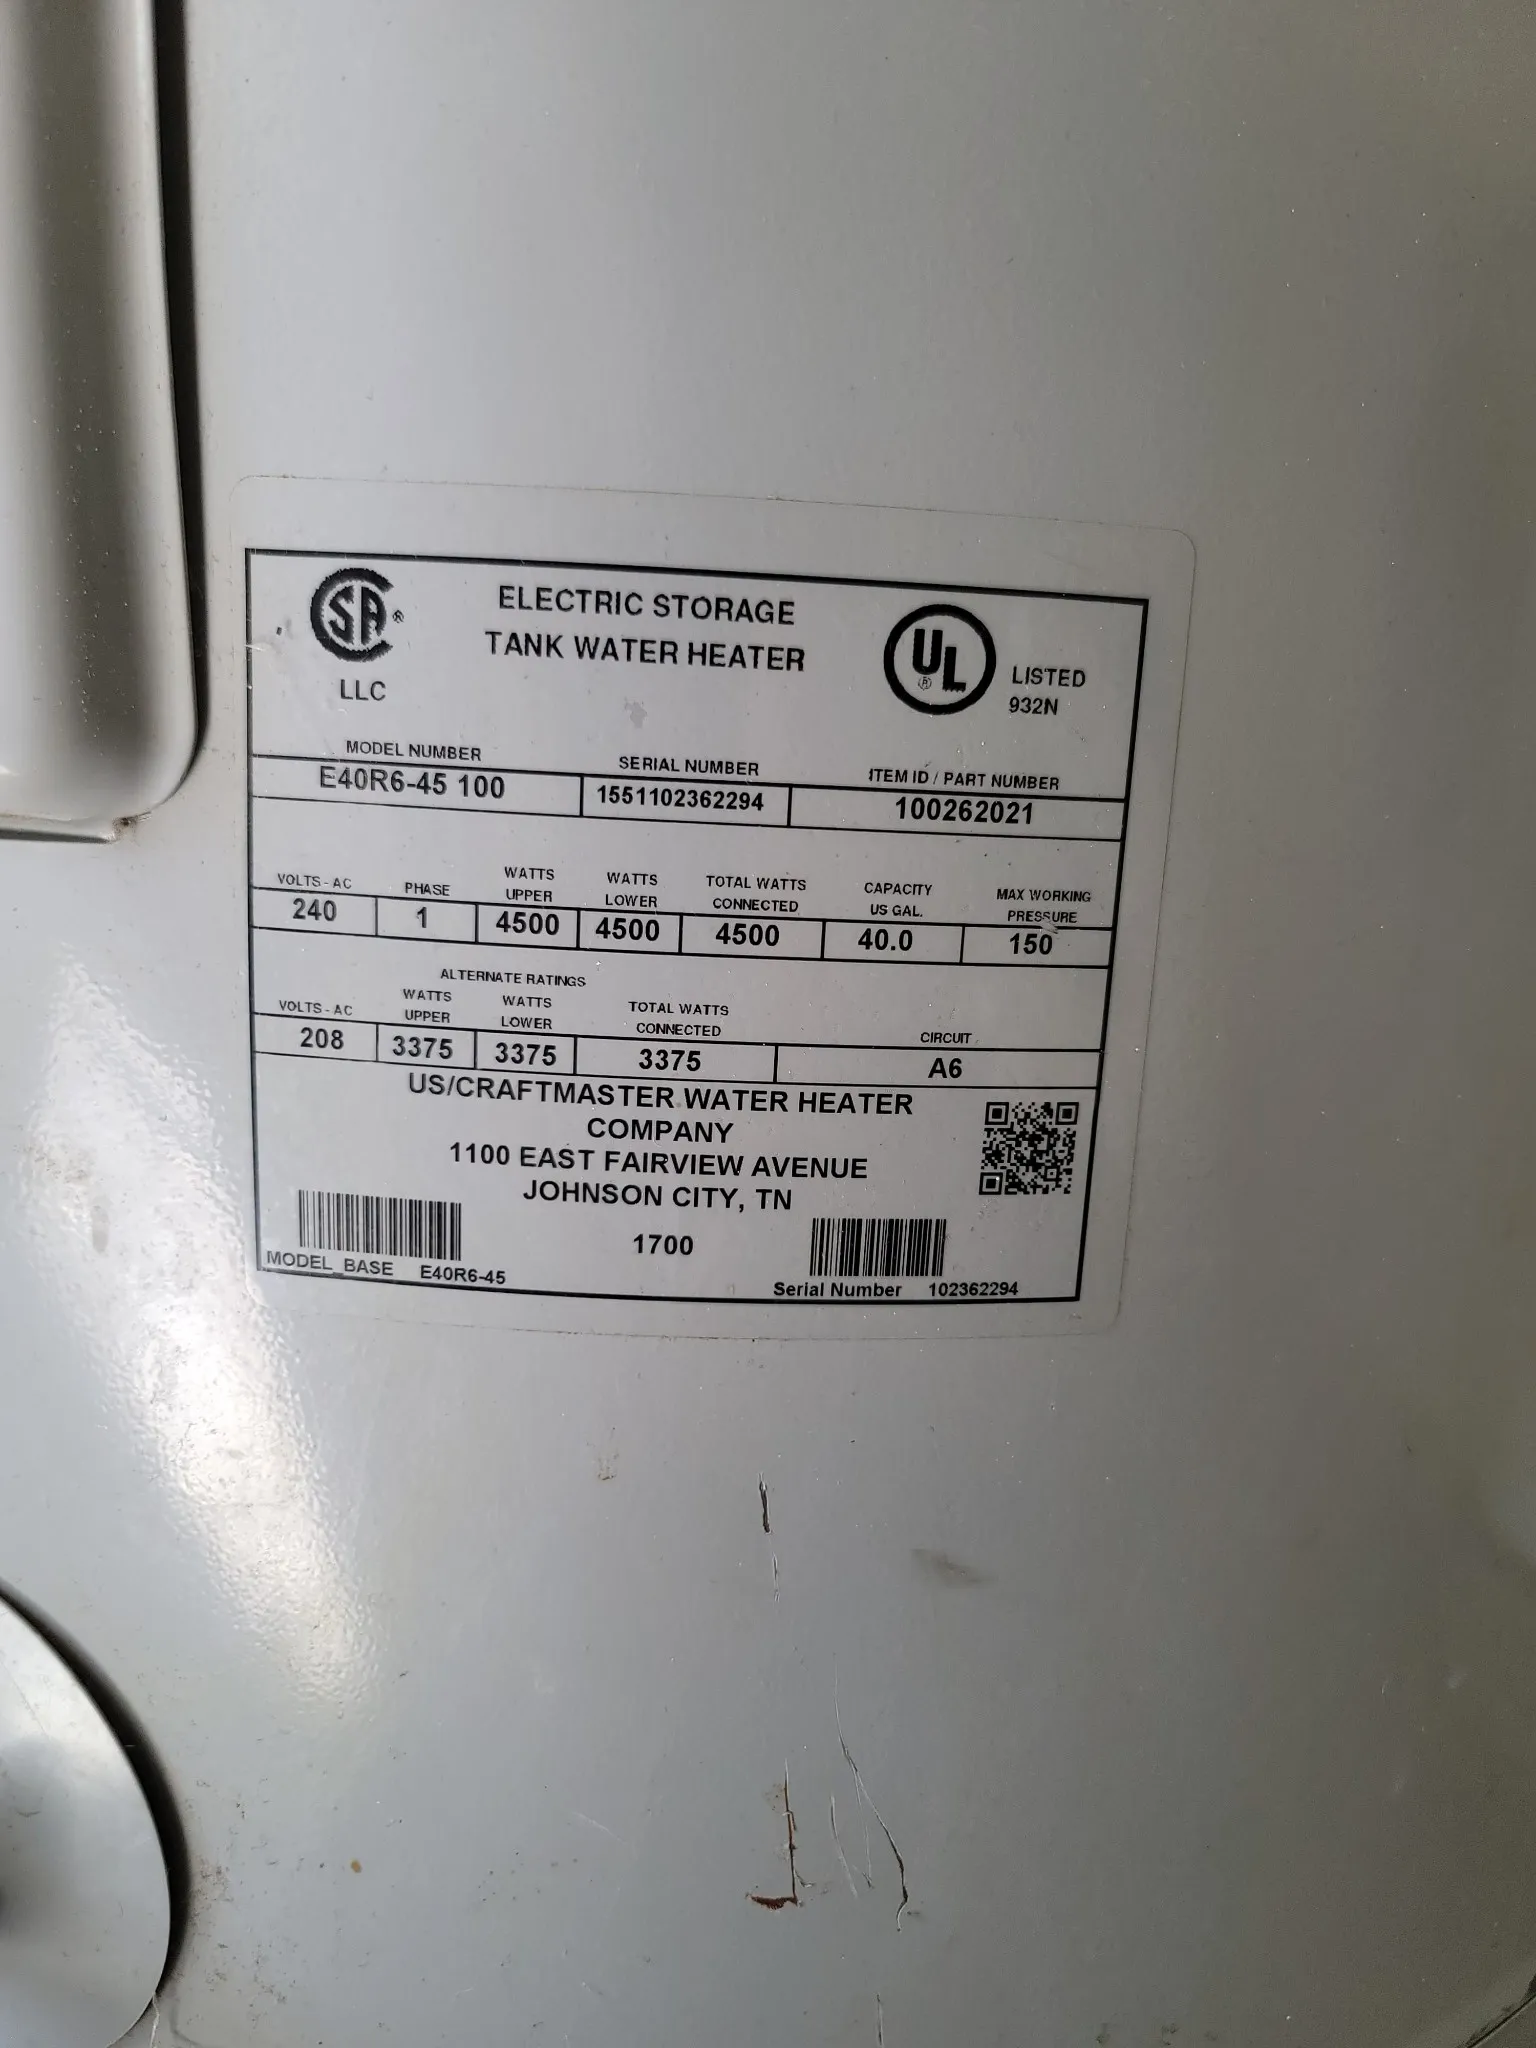 SA®
LLC
ELECTRIC STORAGE
TANK WATER HEATER
UL ®
LISTED
932N
MODEL NUMBER SERIAL NUMBER ITEM ID / PART NUMBER
E40R6-45 100 1551102362294 100262021
VOLTS - AC PHASE WATTS UPPER WATTS LOWER TOTAL WATTS CONNECTED CAPACITY US GAL. MAX WORKING PRESSURE
240 1 4500 4500 4500 40.0 150
ALTERNATE RATINGS
VOLTS - AC WATTS UPPER WATTS LOWER TOTAL WATTS CONNECTED CIRCUIT
208 3375 3375 3375 A6
US/CRAFTMASTER WATER HEATER
COMPANY
1100 EAST FAIRVIEW AVENUE
JOHNSON CITY, TN
1700
MODEL_BASE E40R6-45
Serial Number 102362294